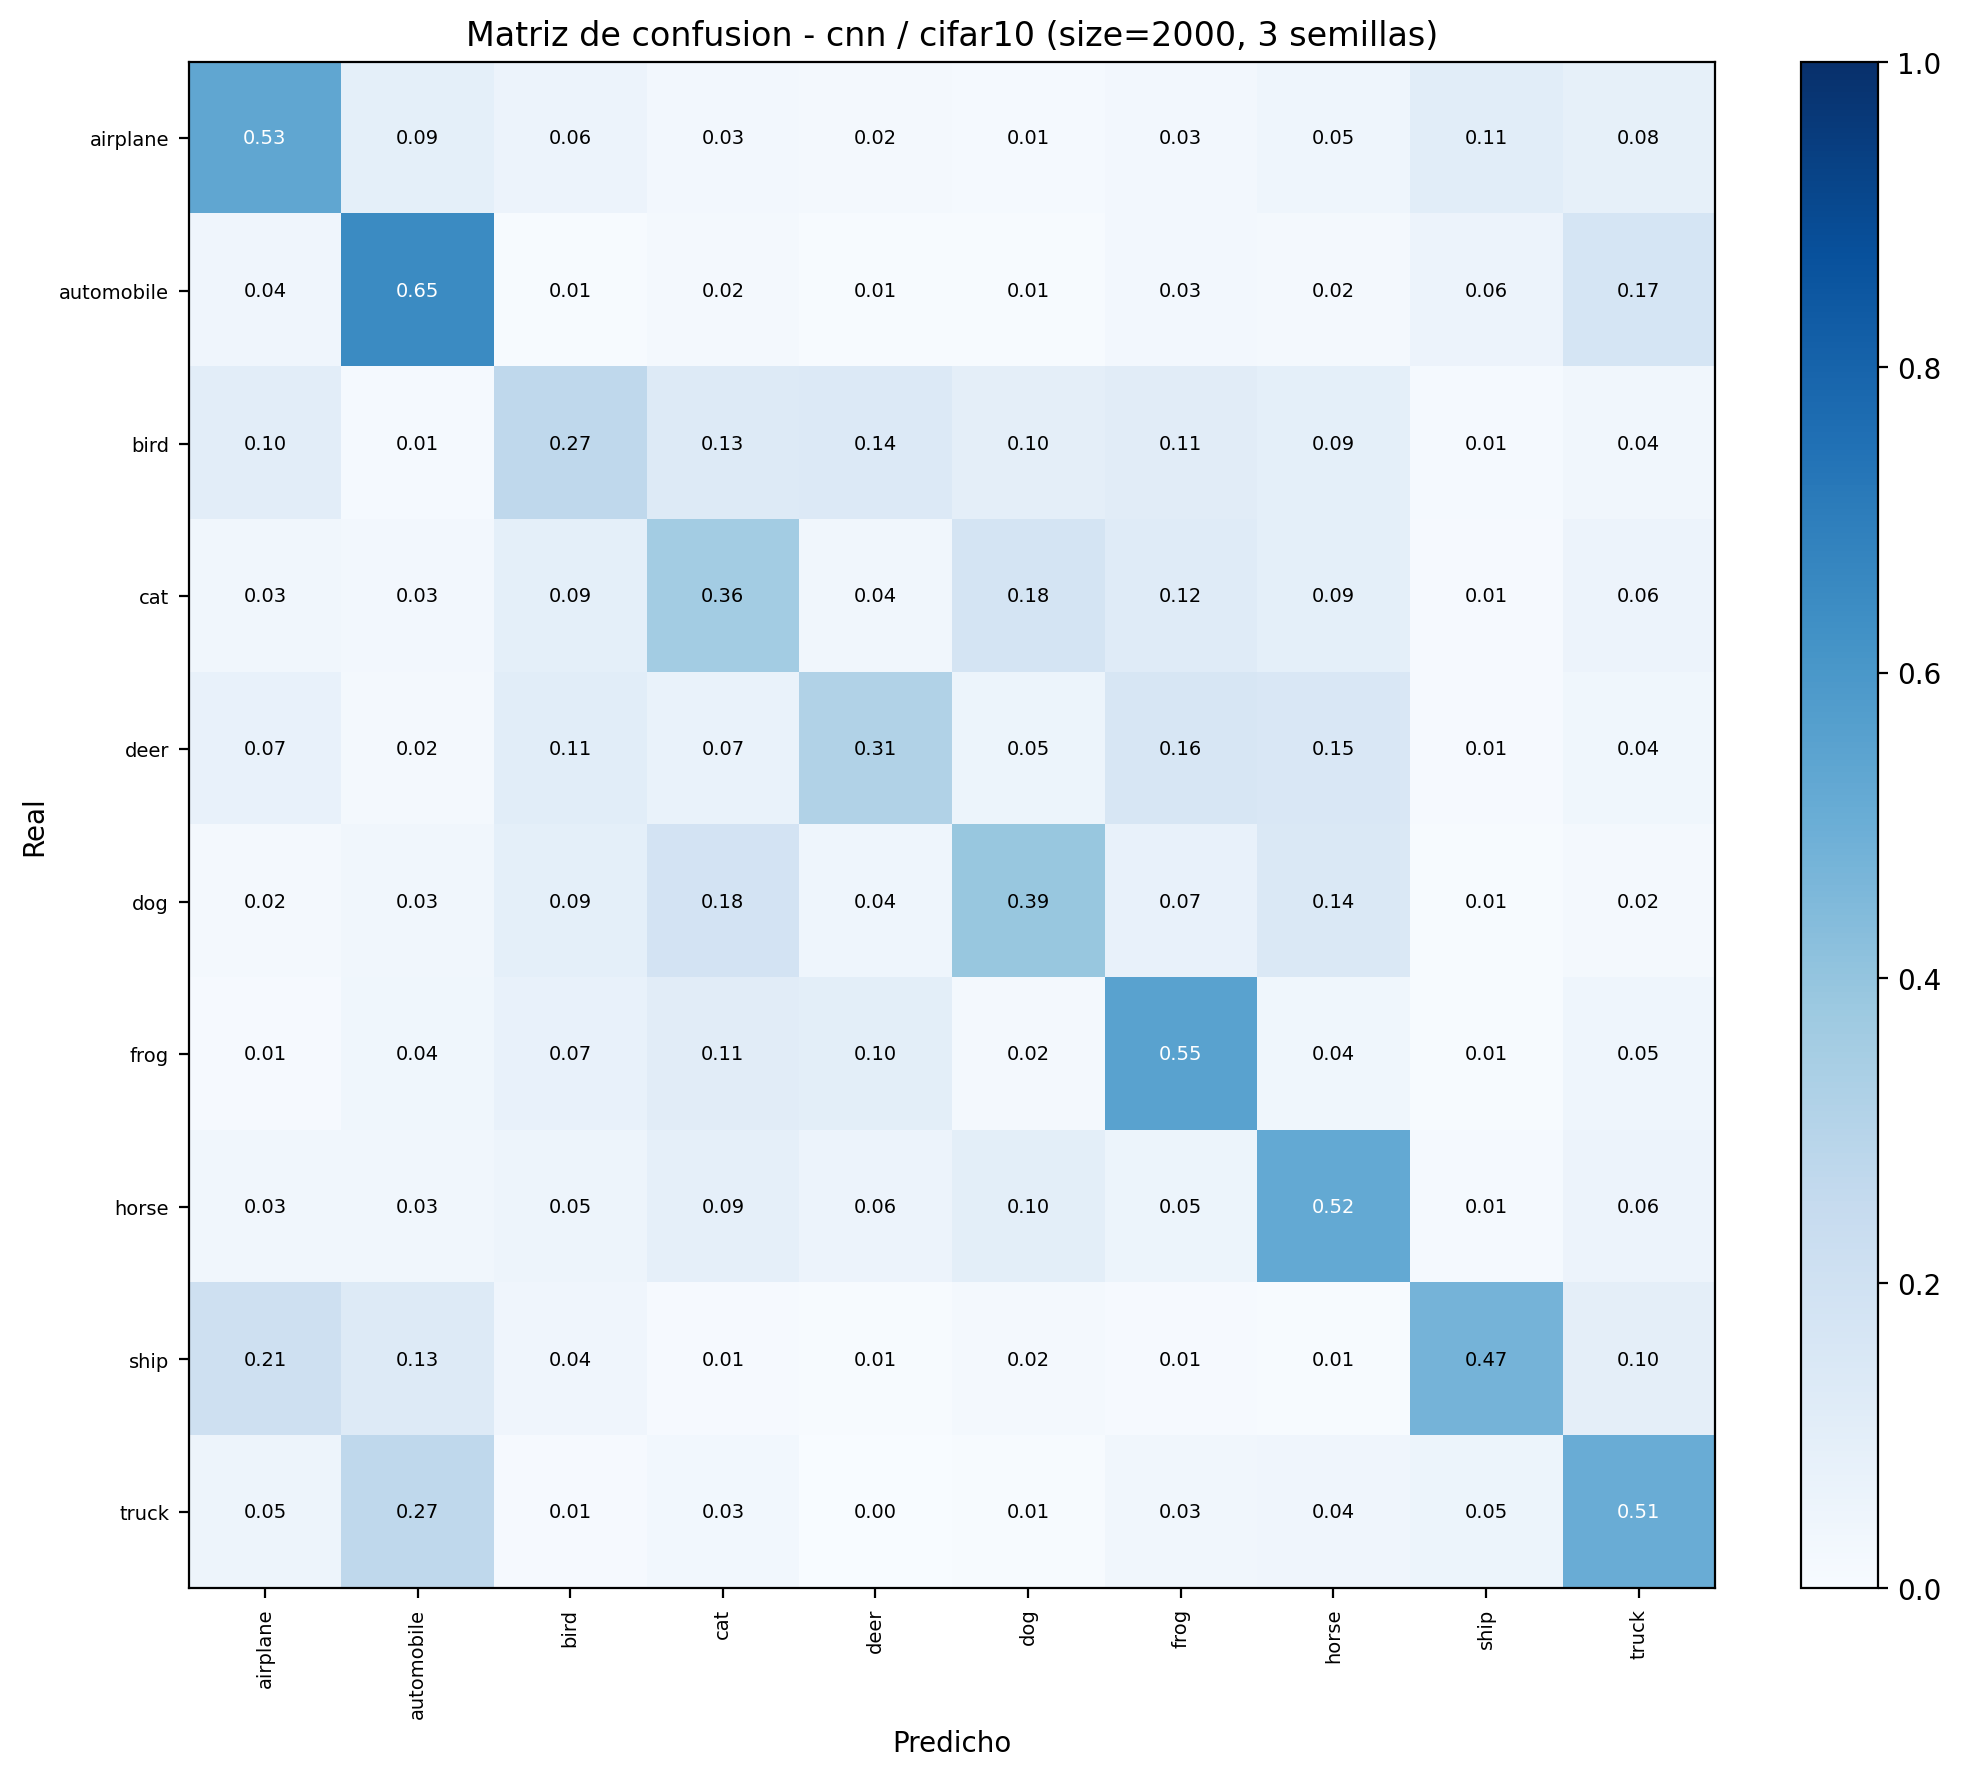 Matriz de confusion - cnn / cifar10 (size=2000, 3 semillas)
airplane 0.53 0.09 0.06 0.03 0.02 0.01 0.03 0.05 0.11 0.08
automobile 0.04 0.65 0.01 0.02 0.01 0.01 0.03 0.02 0.06 0.17
bird 0.10 0.01 0.27 0.13 0.14 0.10 0.11 0.09 0.01 0.04
cat 0.03 0.03 0.09 0.36 0.04 0.18 0.12 0.09 0.01 0.06
deer 0.07 0.02 0.11 0.07 0.31 0.05 0.16 0.15 0.01 0.04
dog 0.02 0.03 0.09 0.18 0.04 0.39 0.07 0.14 0.01 0.02
frog 0.01 0.04 0.07 0.11 0.10 0.02 0.55 0.04 0.01 0.05
horse 0.03 0.03 0.05 0.09 0.06 0.10 0.05 0.52 0.01 0.06
ship 0.21 0.13 0.04 0.01 0.01 0.02 0.01 0.01 0.47 0.10
truck 0.05 0.27 0.01 0.03 0.00 0.01 0.03 0.04 0.05 0.51
airplane automobile bird cat deer dog frog horse ship truck
Predicho
Real
1.0
0.8
0.6
0.4
0.2
0.0